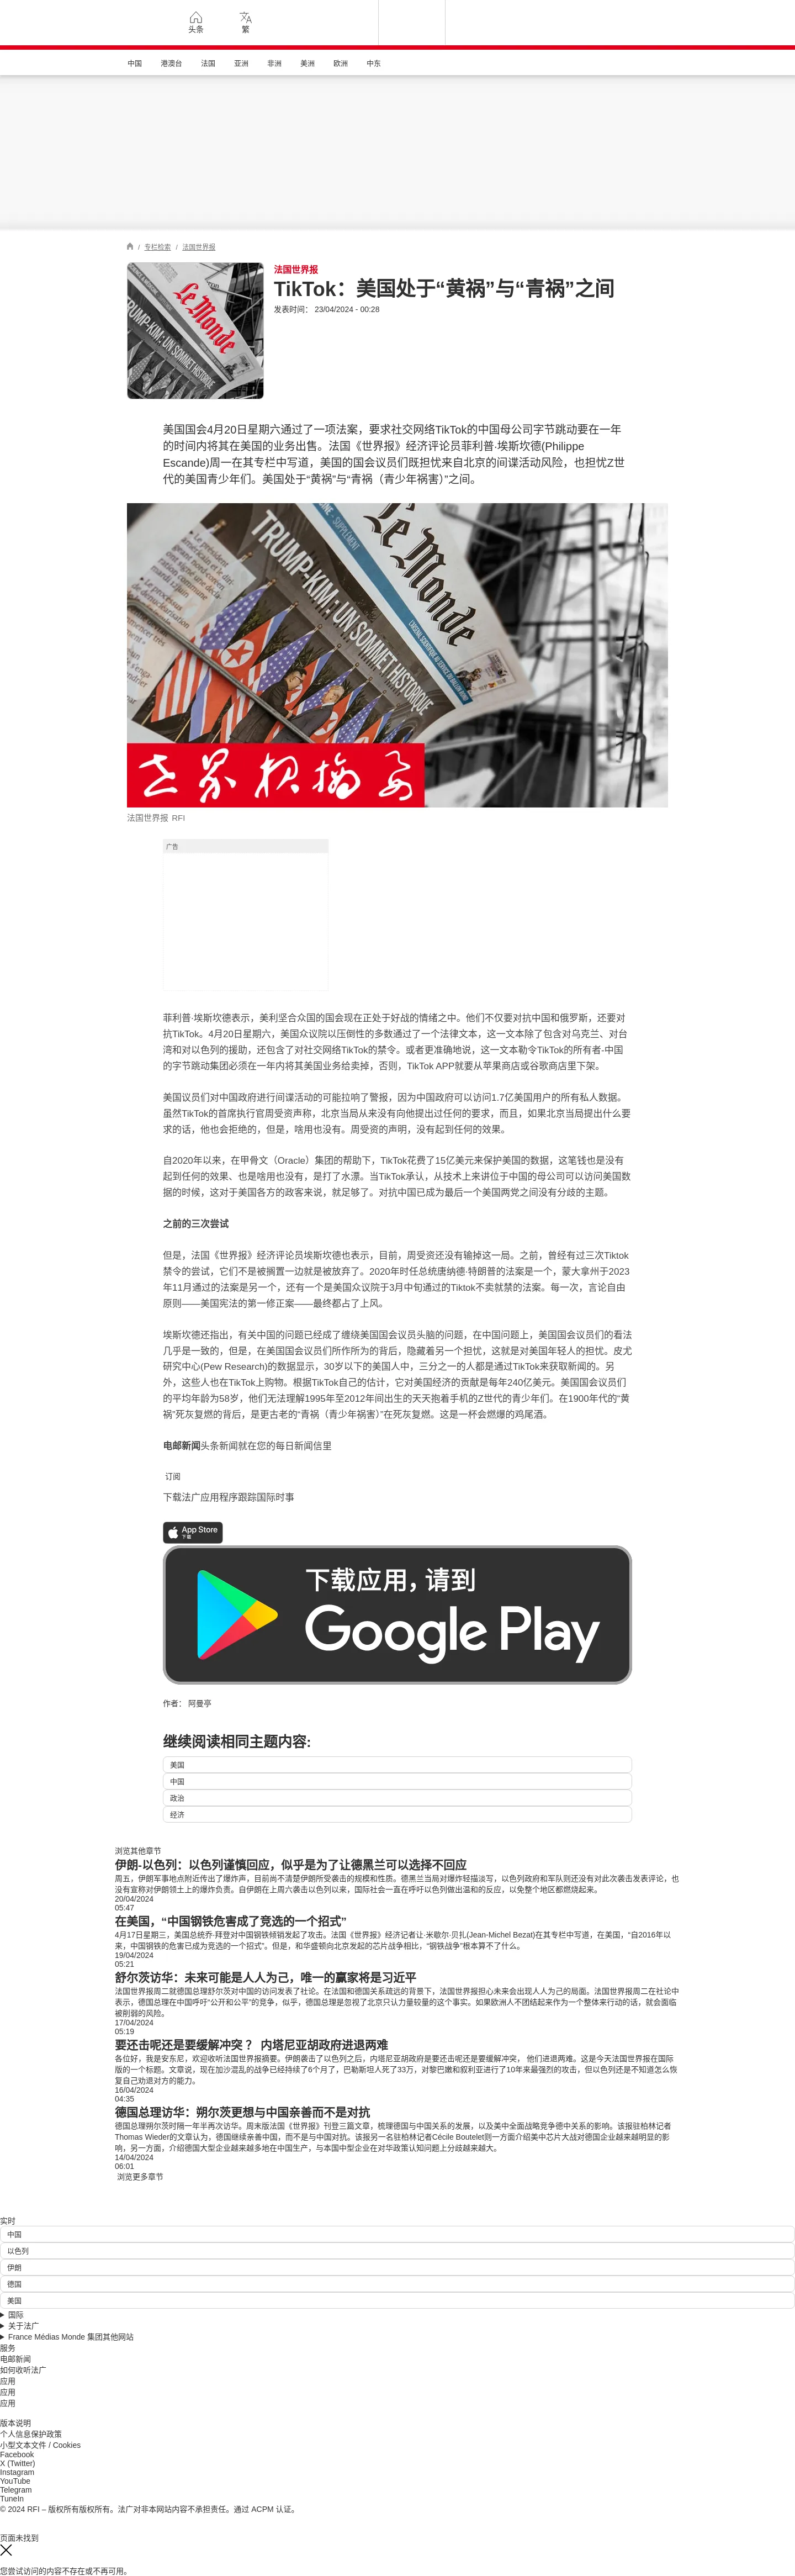 头条
繁
中国
港澳台
法国
亚洲
非洲
美洲
欧洲
中东
/ 专栏检索 / 法国世界报
法国世界报
TikTok：美国处于“黄祸”与“青祸”之间
发表时间： 23/04/2024 - 00:28
Le Monde
TRUMP-KIM : UN SOMMET HISTORIQUE
美国国会4月20日星期六通过了一项法案，要求社交网络TikTok的中国母公司字节跳动要在一年
的时间内将其在美国的业务出售。法国《世界报》经济评论员菲利普·埃斯坎德(Philippe
Escande)周一在其专栏中写道，美国的国会议员们既担忧来自北京的间谍活动风险，也担忧Z世
代的美国青少年们。美国处于“黄祸”与“青祸（青少年祸害）”之间。
Le Monde
TRUMP-KIM : UN SOMMET HISTORIQUE
世界报摘要
法国世界报 RFI
广告
菲利普·埃斯坎德表示，美利坚合众国的国会现在正处于好战的情绪之中。他们不仅要对抗中国和俄罗斯，还要对
抗TikTok。4月20日星期六，美国众议院以压倒性的多数通过了一个法律文本，这一文本除了包含对乌克兰、对台
湾和对以色列的援助，还包含了对社交网络TikTok的禁令。或者更准确地说，这一文本勒令TikTok的所有者-中国
的字节跳动集团必须在一年内将其美国业务给卖掉，否则，TikTok APP就要从苹果商店或谷歌商店里下架。
美国议员们对中国政府进行间谍活动的可能拉响了警报，因为中国政府可以访问1.7亿美国用户的所有私人数据。
虽然TikTok的首席执行官周受资声称，北京当局从来没有向他提出过任何的要求，而且，如果北京当局提出什么要
求的话，他也会拒绝的，但是，啥用也没有。周受资的声明，没有起到任何的效果。
自2020年以来，在甲骨文（Oracle）集团的帮助下，TikTok花费了15亿美元来保护美国的数据，这笔钱也是没有
起到任何的效果、也是啥用也没有，是打了水漂。当TikTok承认，从技术上来讲位于中国的母公司可以访问美国数
据的时候，这对于美国各方的政客来说，就足够了。对抗中国已成为最后一个美国两党之间没有分歧的主题。
之前的三次尝试
但是，法国《世界报》经济评论员埃斯坎德也表示，目前，周受资还没有输掉这一局。之前，曾经有过三次Tiktok
禁令的尝试，它们不是被搁置一边就是被放弃了。2020年时任总统唐纳德·特朗普的法案是一个，蒙大拿州于2023
年11月通过的法案是另一个，还有一个是美国众议院于3月中旬通过的Tiktok不卖就禁的法案。每一次，言论自由
原则——美国宪法的第一修正案——最终都占了上风。
埃斯坎德还指出，有关中国的问题已经成了缠绕美国国会议员头脑的问题，在中国问题上，美国国会议员们的看法
几乎是一致的，但是，在美国国会议员们所作所为的背后，隐藏着另一个担忧，这就是对美国年轻人的担忧。皮尤
研究中心(Pew Research)的数据显示，30岁以下的美国人中，三分之一的人都是通过TikTok来获取新闻的。另
外，这些人也在TikTok上购物。根据TikTok自己的估计，它对美国经济的贡献是每年240亿美元。美国国会议员们
的平均年龄为58岁，他们无法理解1995年至2012年间出生的天天抱着手机的Z世代的青少年们。在1900年代的“黄
祸”死灰复燃的背后，是更古老的“青祸（青少年祸害）”在死灰复燃。这是一杯会燃爆的鸡尾酒。
电邮新闻头条新闻就在您的每日新闻信里
订阅
下载法广应用程序跟踪国际时事
App Store
下载
下载应用，请到
Google Play
作者： 阿曼亭
继续阅读相同主题内容:
美国
中国
政治
经济
浏览其他章节
伊朗-以色列：以色列谨慎回应，似乎是为了让德黑兰可以选择不回应
周五，伊朗军事地点附近传出了爆炸声，目前尚不清楚伊朗所受袭击的规模和性质。德黑兰当局对爆炸轻描淡写，以色列政府和军队则还没有对此次袭击发表评论，也
没有宣称对伊朗领土上的爆炸负责。自伊朗在上周六袭击以色列以来，国际社会一直在呼吁以色列做出温和的反应，以免整个地区都燃烧起来。
20/04/2024
05:47
在美国，“中国钢铁危害成了竞选的一个招式”
4月17日星期三，美国总统乔·拜登对中国钢铁倾销发起了攻击。法国《世界报》经济记者让·米歇尔·贝扎(Jean-Michel Bezat)在其专栏中写道，在美国，“自2016年以
来，中国钢铁的危害已成为竞选的一个招式”。但是，和华盛顿向北京发起的芯片战争相比，“钢铁战争”根本算不了什么。
19/04/2024
05:21
舒尔茨访华：未来可能是人人为己，唯一的赢家将是习近平
法国世界报周二就德国总理舒尔茨对中国的访问发表了社论。在法国和德国关系疏远的背景下，法国世界报担心未来会出现人人为己的局面。法国世界报周二在社论中
表示，德国总理在中国呼吁“公开和公平”的竞争，似乎，德国总理是忽视了北京只认力量较量的这个事实。如果欧洲人不团结起来作为一个整体来行动的话，就会面临
被削弱的风险。
17/04/2024
05:19
要还击呢还是要缓解冲突 ？ 内塔尼亚胡政府进退两难
各位好，我是安东尼，欢迎收听法国世界报摘要。伊朗袭击了以色列之后，内塔尼亚胡政府是要还击呢还是要缓解冲突， 他们进退两难。这是今天法国世界报在国际
版的一个标题。文章说，现在加沙混乱的战争已经持续了6个月了，巴勒斯坦人死了33万，对黎巴嫩和叙利亚进行了10年来最强烈的攻击，但以色列还是不知道怎么恢
复自己劝退对方的能力。
16/04/2024
04:35
德国总理访华：朔尔茨更想与中国亲善而不是对抗
德国总理朔尔茨时隔一年半再次访华。周末版法国《世界报》刊登三篇文章，梳理德国与中国关系的发展，以及美中全面战略竞争德中关系的影响。该报驻柏林记者
Thomas Wieder的文章认为，德国继续亲善中国，而不是与中国对抗。该报另一名驻柏林记者Cécile Boutelet则一方面介绍美中芯片大战对德国企业越来越明显的影
响，另一方面，介绍德国大型企业越来越多地在中国生产，与本国中型企业在对华政策认知问题上分歧越来越大。
14/04/2024
06:01
浏览更多章节
实时
中国
以色列
伊朗
德国
美国
国际
关于法广
France Médias Monde 集团其他网站
服务
电邮新闻
如何收听法广
应用
应用
应用
版本说明
个人信息保护政策
小型文本文件 / Cookies
Facebook
X (Twitter)
Instagram
YouTube
Telegram
TuneIn
© 2024 RFI – 版权所有版权所有。法广对非本网站内容不承担责任。通过 ACPM 认证。
页面未找到
您尝试访问的内容不存在或不再可用。